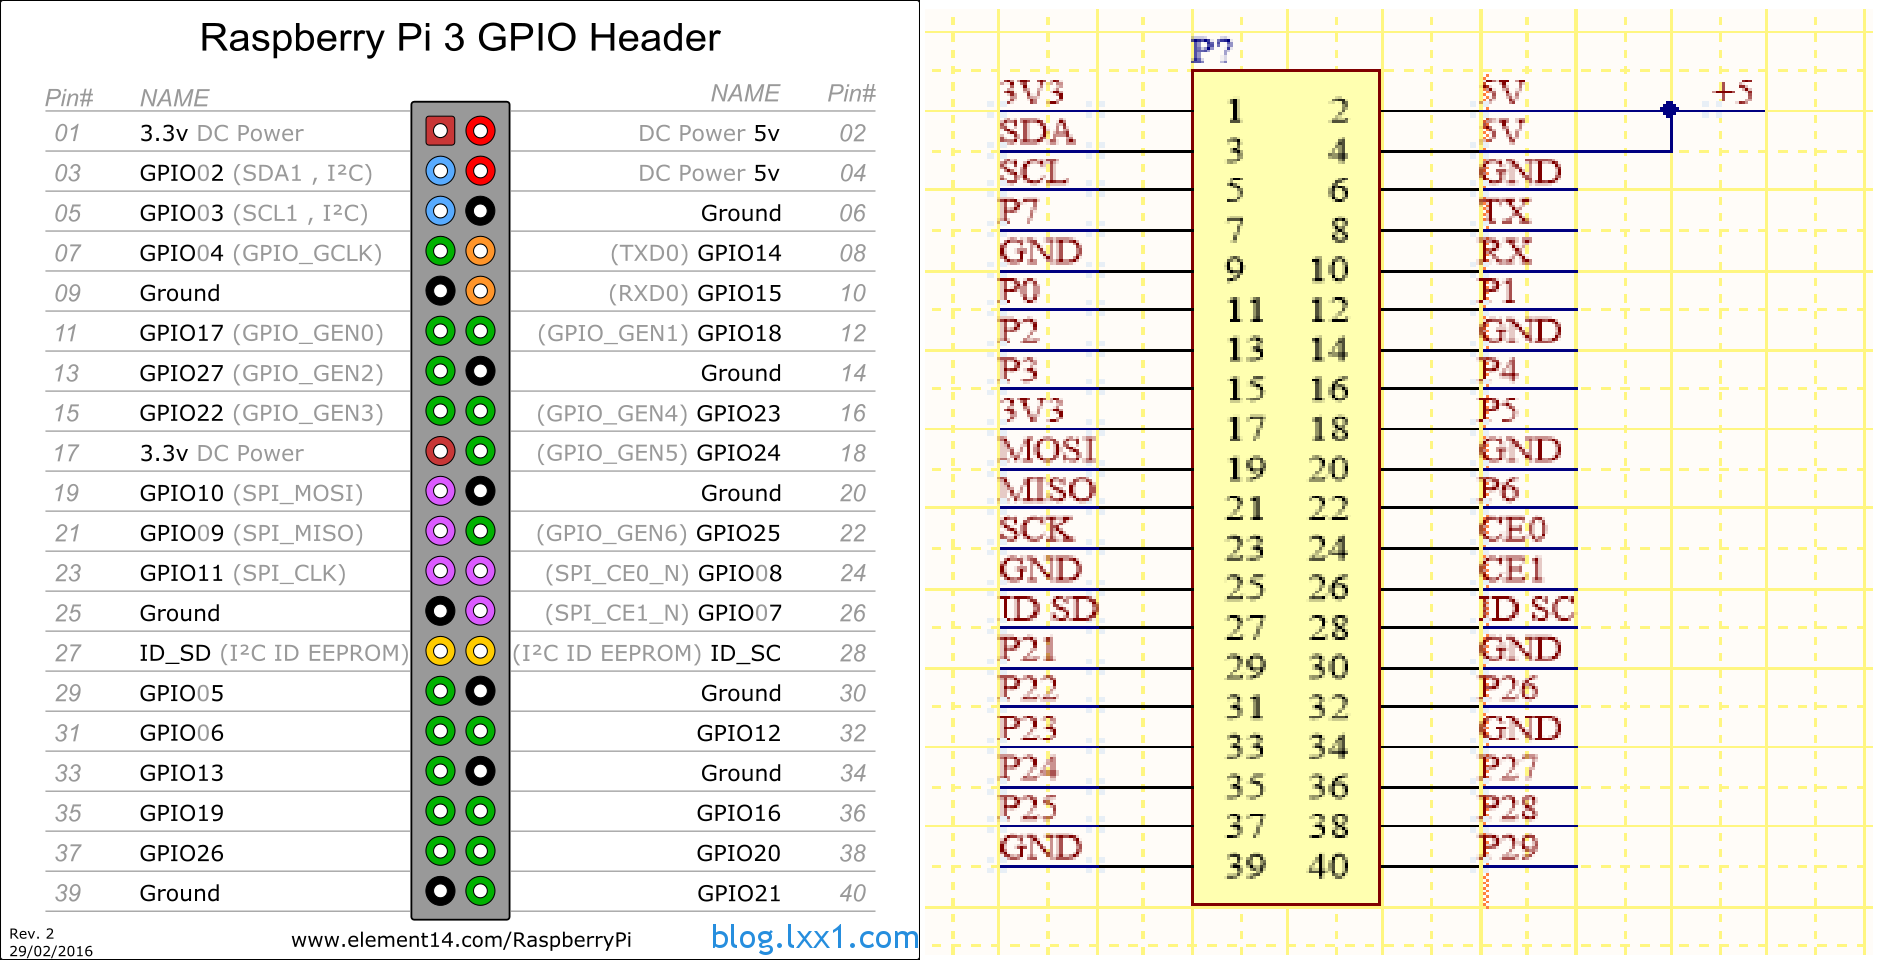 Raspberry Pi 3 GPIO Header
Pin# NAME NAME Pin#
01 3.3v DC Power DC Power 5v 02
03 GPIO02 (SDA1 , I²C) DC Power 5v 04
05 GPIO03 (SCL1 , I²C) Ground 06
07 GPIO04 (GPIO_GCLK) (TXD0) GPIO14 08
09 Ground (RXD0) GPIO15 10
11 GPIO17 (GPIO_GEN0) (GPIO_GEN1) GPIO18 12
13 GPIO27 (GPIO_GEN2) Ground 14
15 GPIO22 (GPIO_GEN3) (GPIO_GEN4) GPIO23 16
17 3.3v DC Power (GPIO_GEN5) GPIO24 18
19 GPIO10 (SPI_MOSI) Ground 20
21 GPIO09 (SPI_MISO) (GPIO_GEN6) GPIO25 22
23 GPIO11 (SPI_CLK) (SPI_CE0_N) GPIO08 24
25 Ground (SPI_CE1_N) GPIO07 26
27 ID_SD (I²C ID EEPROM) (I²C ID EEPROM) ID_SC 28
29 GPIO05 Ground 30
31 GPIO06 GPIO12 32
33 GPIO13 Ground 34
35 GPIO19 GPIO16 36
37 GPIO26 GPIO20 38
39 Ground GPIO21 40
Rev. 2
29/02/2016
www.element14.com/RaspberryPi
blog.lxx1.com
P?
3V3 1 2 5V +5
SDA 3 4 5V
SCL 5 6 GND
P7 7 8 TX
GND 9 10 RX
P0 11 12 P1
P2 13 14 GND
P3 15 16 P4
3V3 17 18 P5
MOSI 19 20 GND
MISO 21 22 P6
SCK 23 24 CE0
GND 25 26 CE1
ID SD 27 28 ID SC
P21 29 30 GND
P22 31 32 P26
P23 33 34 GND
P24 35 36 P27
P25 37 38 P28
GND 39 40 P29